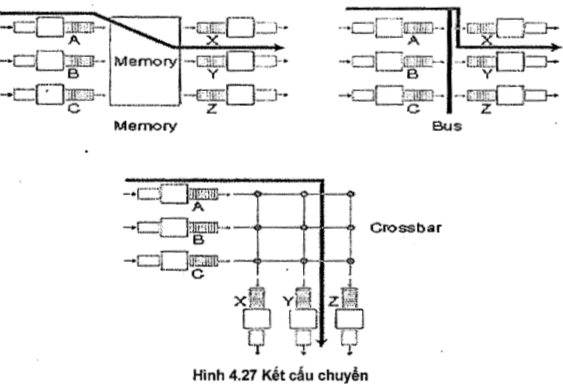 A
B
C
Memory
X
Y
Z
Memory
A
B
C
X
Y
Z
Bus
A
B
C
Crossbar
X
Y
Z
Hình 4.27 Kết cấu chuyển